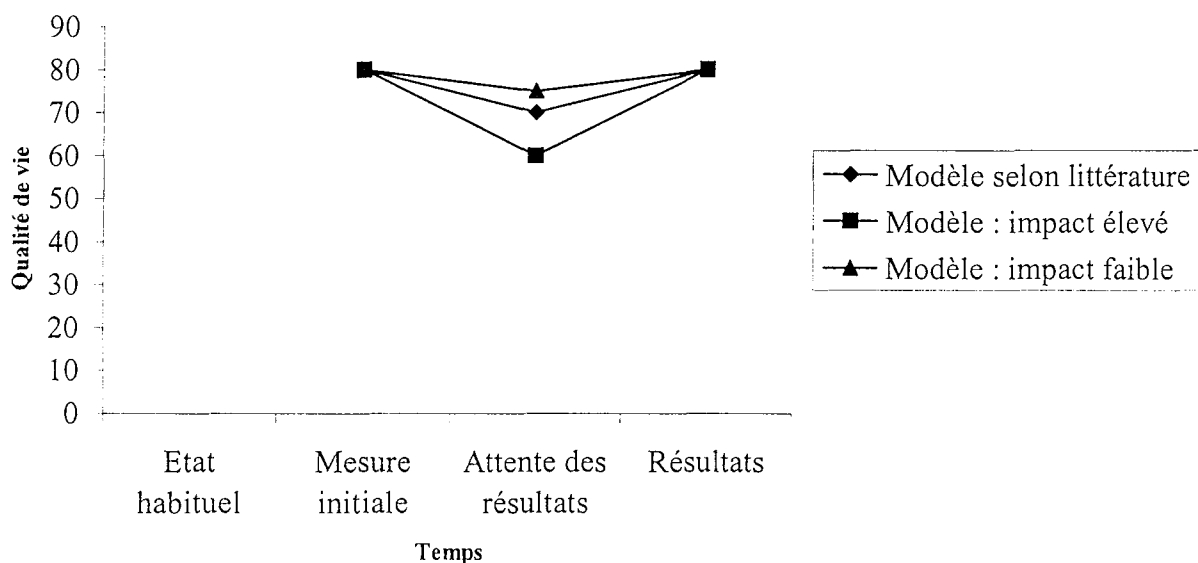 90
80
70
60
50
40
30
20
10
0
Qualité de vie
Etat
habituel
Mesure
initiale
Attente des
résultats
Résultats
Temps
Modèle selon littérature
Modèle : impact élevé
Modèle : impact faible